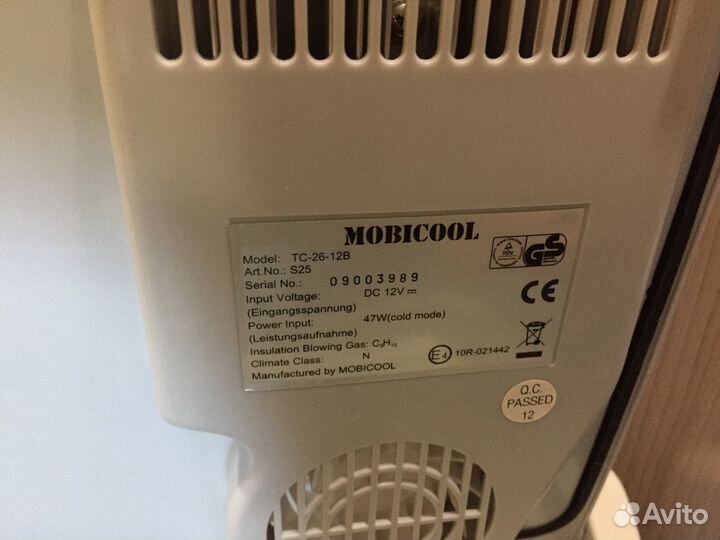 MOBICOOL
Model: TC-26-12B
Art.No.: S25
Serial No.: 09003989
Input Voltage: DC 12V
(Eingangsspannung)
Power Input: 47W(cold mode)
(Leistungsaufnahme)
Insulation Blowing Gas: C₅H₁₀
Climate Class: N
Manufactured by MOBICOOL
TÜV
GS
CE
E4 10R-021442
Q.C.
PASSED
12
Avito